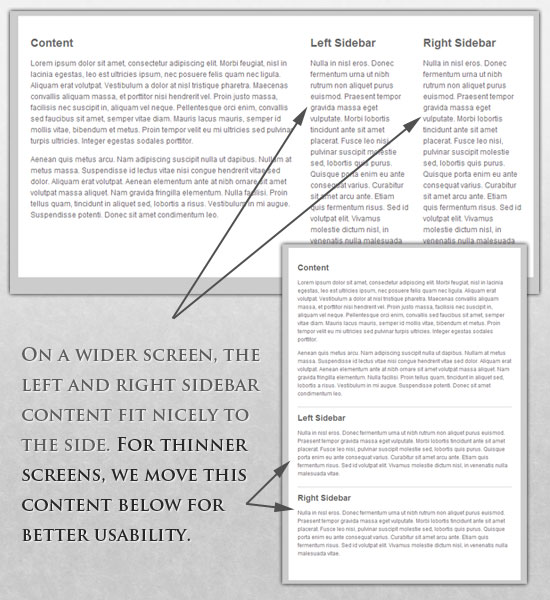 Content
Lorem ipsum dolor sit amet, consectetur adipiscing elit. Morbi feugiat, nisl in
lacinia egestas, leo est ultricies ipsum, nec posuere felis quam nec ligula.
Aliquam erat volutpat. Vestibulum a dolor a nisl tristique pharetra. Maecenas
convallis aliquam massa, et porttitor nisi hendrerit vitae. Proin justo massa,
facilisis nec suscipit in, aliquam vel neque. Pellentesque orci enim, convallis
sed faucibus sit amet, semper vitae diam. Mauris lacus mauris, semper id
mollis vitae, bibendum et metus. Proin tempor velit eu mi ultricies sed pulvinar
turpis ultricies. Integer egestas sodales porttitor.
Aenean quis metus arcu. Nam adipiscing suscipit nulla ut dapibus. Nullam at
metus massa. Suspendisse id lectus vitae nisi congue hendrerit vitae sed
dolor. Aliquam erat volutpat. Aenean elementum ante at nibh ornare sit amet
volutpat massa aliquet. Nam gravida fringilla elementum. Nulla facilisi. Proin
turpis diam, aliquet in aliquet sed, lobortis a risus. Vestibulum in augue.
Suspendisse potenti. Donec sit amet condimentum leo.
Left Sidebar
Nulla in nisl eros. Donec
fermentum urna ut nibh
rutrum non aliquet purus
euismod. Praesent tempor
gravida massa eget
vulputate. Morbi lobortis
tincidunt ante sit amet
placerat. Fusce leo nisi,
pulvinar suscipit molestie
sed, lobortis quis purus.
Quisque porta enim eu ante
consequat varius. Curabitur
sit amet arcu ante. Etiam
quis fermentum risus. Sed id
volutpat elit. Vivamus
molestie dictum nisl, in
venenatis nulla malesuada
Right Sidebar
Nulla in nisl eros. Donec
fermentum urna ut nibh
rutrum non aliquet purus
euismod. Praesent tempor
gravida massa eget
vulputate. Morbi lobortis
tincidunt ante sit amet
placerat. Fusce leo nisi,
pulvinar suscipit molestie
sed, lobortis quis purus.
Quisque porta enim eu ante
consequat varius. Curabitur
sit amet arcu ante. Etiam
quis fermentum risus. Sed id
volutpat elit. Vivamus
molestie dictum nisl, in
venenatis nulla malesuada
On a wider screen, the
left and right sidebar
content fit nicely to
the side. For thinner
screens, we move this
content below for
better usability.
Content
Lorem ipsum dolor sit amet, consectetur adipiscing elit. Morbi feugiat, nisl in
lacinia egestas, leo est ultricies ipsum, nec posuere felis quam nec ligula. Aliquam erat
volutpat. Vestibulum a dolor a nisl tristique pharetra. Maecenas convallis aliquam
massa, et porttitor nisi hendrerit vitae. Proin justo massa, facilisis nec suscipit in,
aliquam vel neque. Pellentesque orci enim, convallis sed faucibus sit amet, semper
vitae diam. Mauris lacus mauris, semper id mollis vitae, bibendum et metus. Proin
tempor velit eu mi ultricies sed pulvinar turpis ultricies. Integer egestas sodales
porttitor.
Aenean quis metus arcu. Nam adipiscing suscipit nulla ut dapibus. Nullam at metus
massa. Suspendisse id lectus vitae nisi congue hendrerit vitae sed dolor. Aliquam erat
volutpat. Aenean elementum ante at nibh ornare sit amet volutpat massa aliquet. Nam
gravida fringilla elementum. Nulla facilisi. Proin turpis diam, aliquet in aliquet sed,
lobortis a risus. Vestibulum in augue. Suspendisse potenti. Donec sit amet
condimentum leo.
Left Sidebar
Nulla in nisl eros. Donec fermentum urna ut nibh rutrum non aliquet purus euismod.
Praesent tempor gravida massa eget vulputate. Morbi lobortis tincidunt ante sit amet
placerat. Fusce leo nisi, pulvinar suscipit molestie sed, lobortis quis purus. Quisque
porta enim eu ante consequat varius. Curabitur sit amet arcu ante. Etiam quis
fermentum risus. Sed id volutpat elit. Vivamus molestie dictum nisl, in venenatis nulla
malesuada vitae.
Right Sidebar
Nulla in nisl eros. Donec fermentum urna ut nibh rutrum non aliquet purus euismod.
Praesent tempor gravida massa eget vulputate. Morbi lobortis tincidunt ante sit amet
placerat. Fusce leo nisi, pulvinar suscipit molestie sed, lobortis quis purus. Quisque
porta enim eu ante consequat varius. Curabitur sit amet arcu ante. Etiam quis
fermentum risus. Sed id volutpat elit. Vivamus molestie dictum nisl, in venenatis nulla
malesuada vitae.